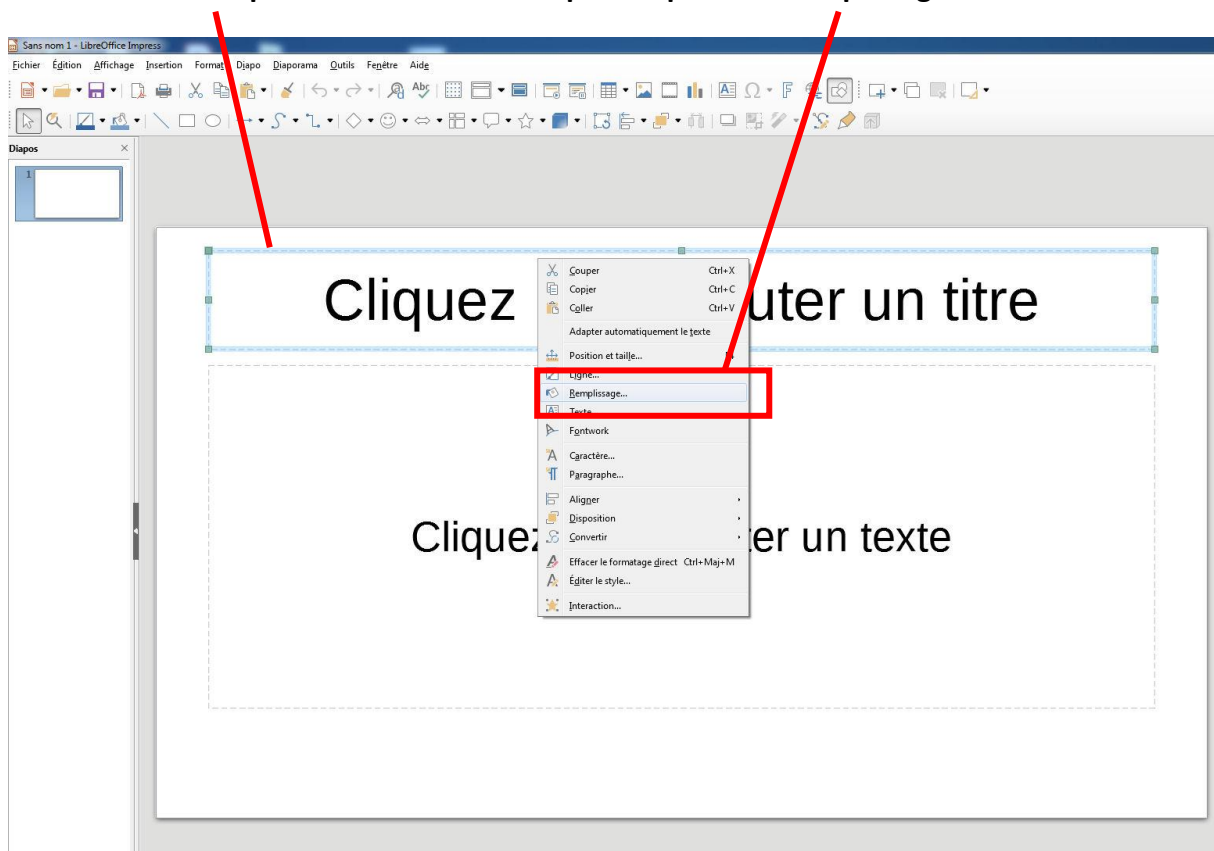 Sans nom 1 - LibreOffice Impress
Fichier Édition Affichage Insertion Format Diapo Diaporama Outils Fenêtre Aide
Diapos
1
Cliquez uter un titre
Couper Ctrl+X
Copier Ctrl+C
Coller Ctrl+V
Adapter automatiquement le texte
Position et taille...
Ligne...
Remplissage...
Texte
Fontwork
Caractère...
Paragraphe...
Aligner
Disposition
Convertir
Effacer le formatage direct Ctrl+Maj+M
Éditer le style...
Interaction...
Cliquez er un texte